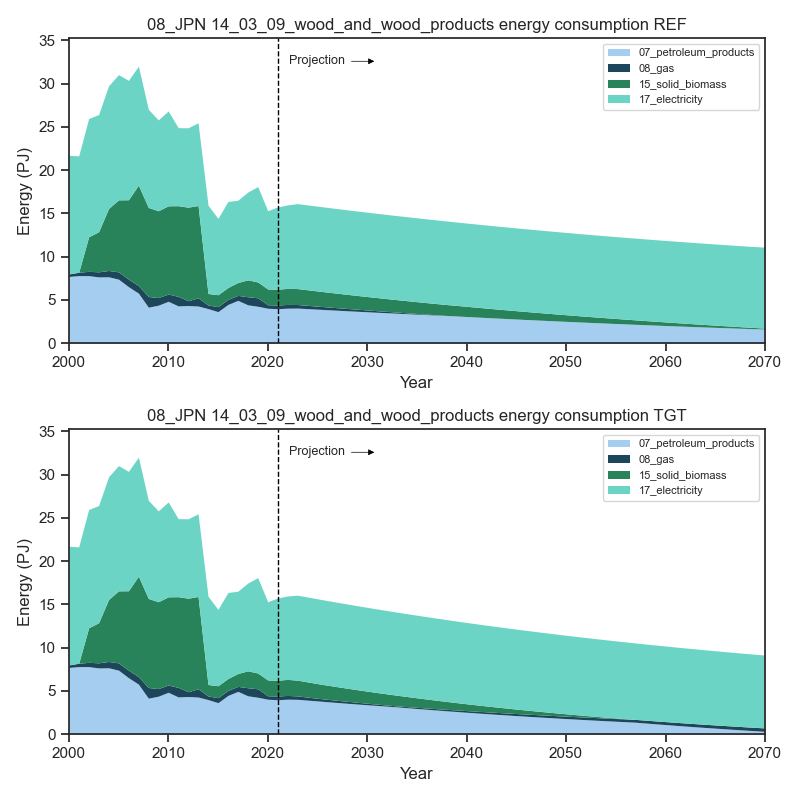 08_JPN 14_03_09_wood_and_wood_products energy consumption REF
35
30
25
20
15
10
5
0
Energy (PJ)
Projection
07_petroleum_products
08_gas
15_solid_biomass
17_electricity
2000 2010 2020 2030 2040 2050 2060 2070
Year
08_JPN 14_03_09_wood_and_wood_products energy consumption TGT
35
30
25
20
15
10
5
0
Energy (PJ)
Projection
07_petroleum_products
08_gas
15_solid_biomass
17_electricity
2000 2010 2020 2030 2040 2050 2060 2070
Year